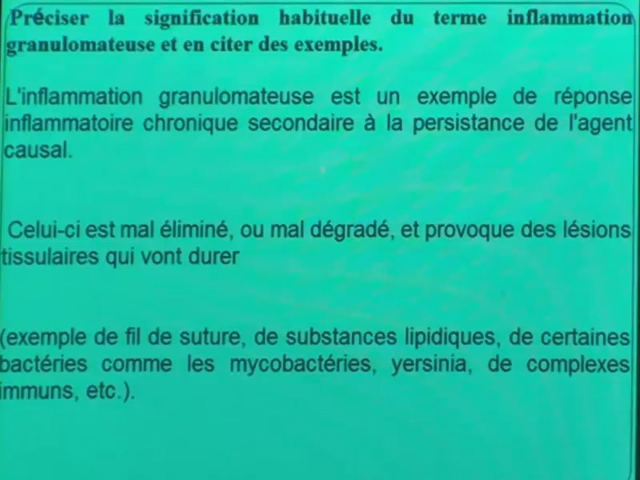 Préciser la signification habituelle du terme inflammation
granulomateuse et en citer des exemples.
L'inflammation granulomateuse est un exemple de réponse
inflammatoire chronique secondaire à la persistance de l'agent
causal.
Celui-ci est mal éliminé, ou mal dégradé, et provoque des lésions
tissulaires qui vont durer
(exemple de fil de suture, de substances lipidiques, de certaines
bactéries comme les mycobactéries, yersinia, de complexes
immuns, etc.).